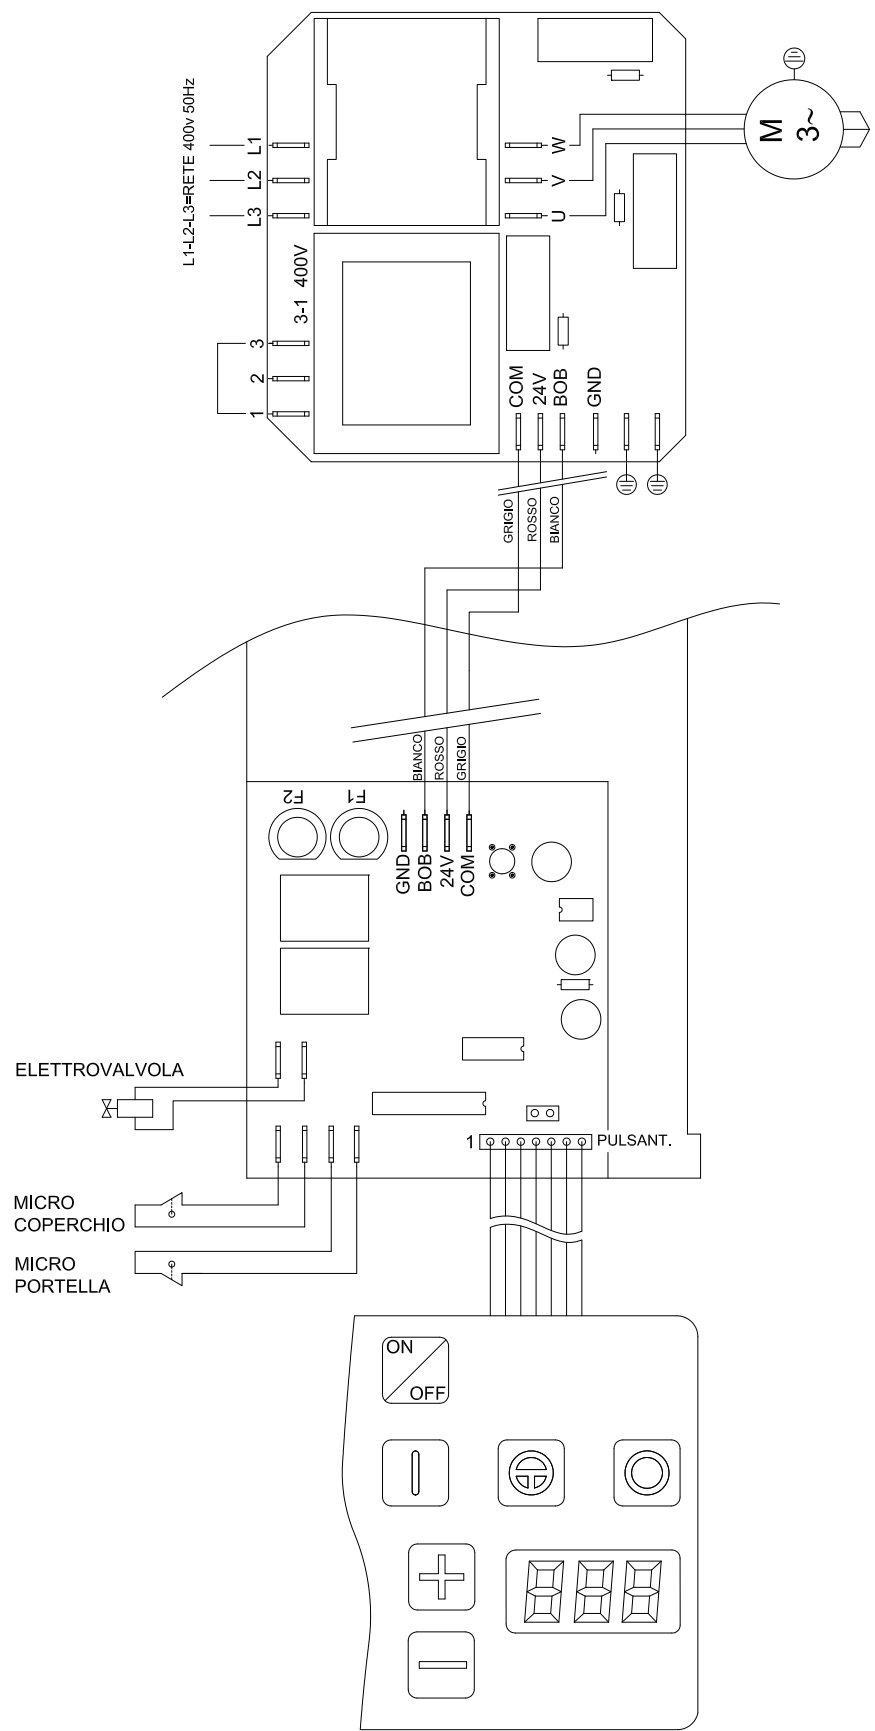 L1-L2-L3=RETE 400v 50Hz
L1
L2
L3
W
V
U
M
3~
3-1 400V
3
2
1
COM
24V
BOB
GND
GRIGIO
ROSSO
BIANCO
BIANCO
ROSSO
GRIGIO
F2
F1
GND
BOB
24V
COM
ELETTROVALVOLA
1
PULSANT.
MICRO
COPERCHIO
MICRO
PORTELLA
ON
OFF
888